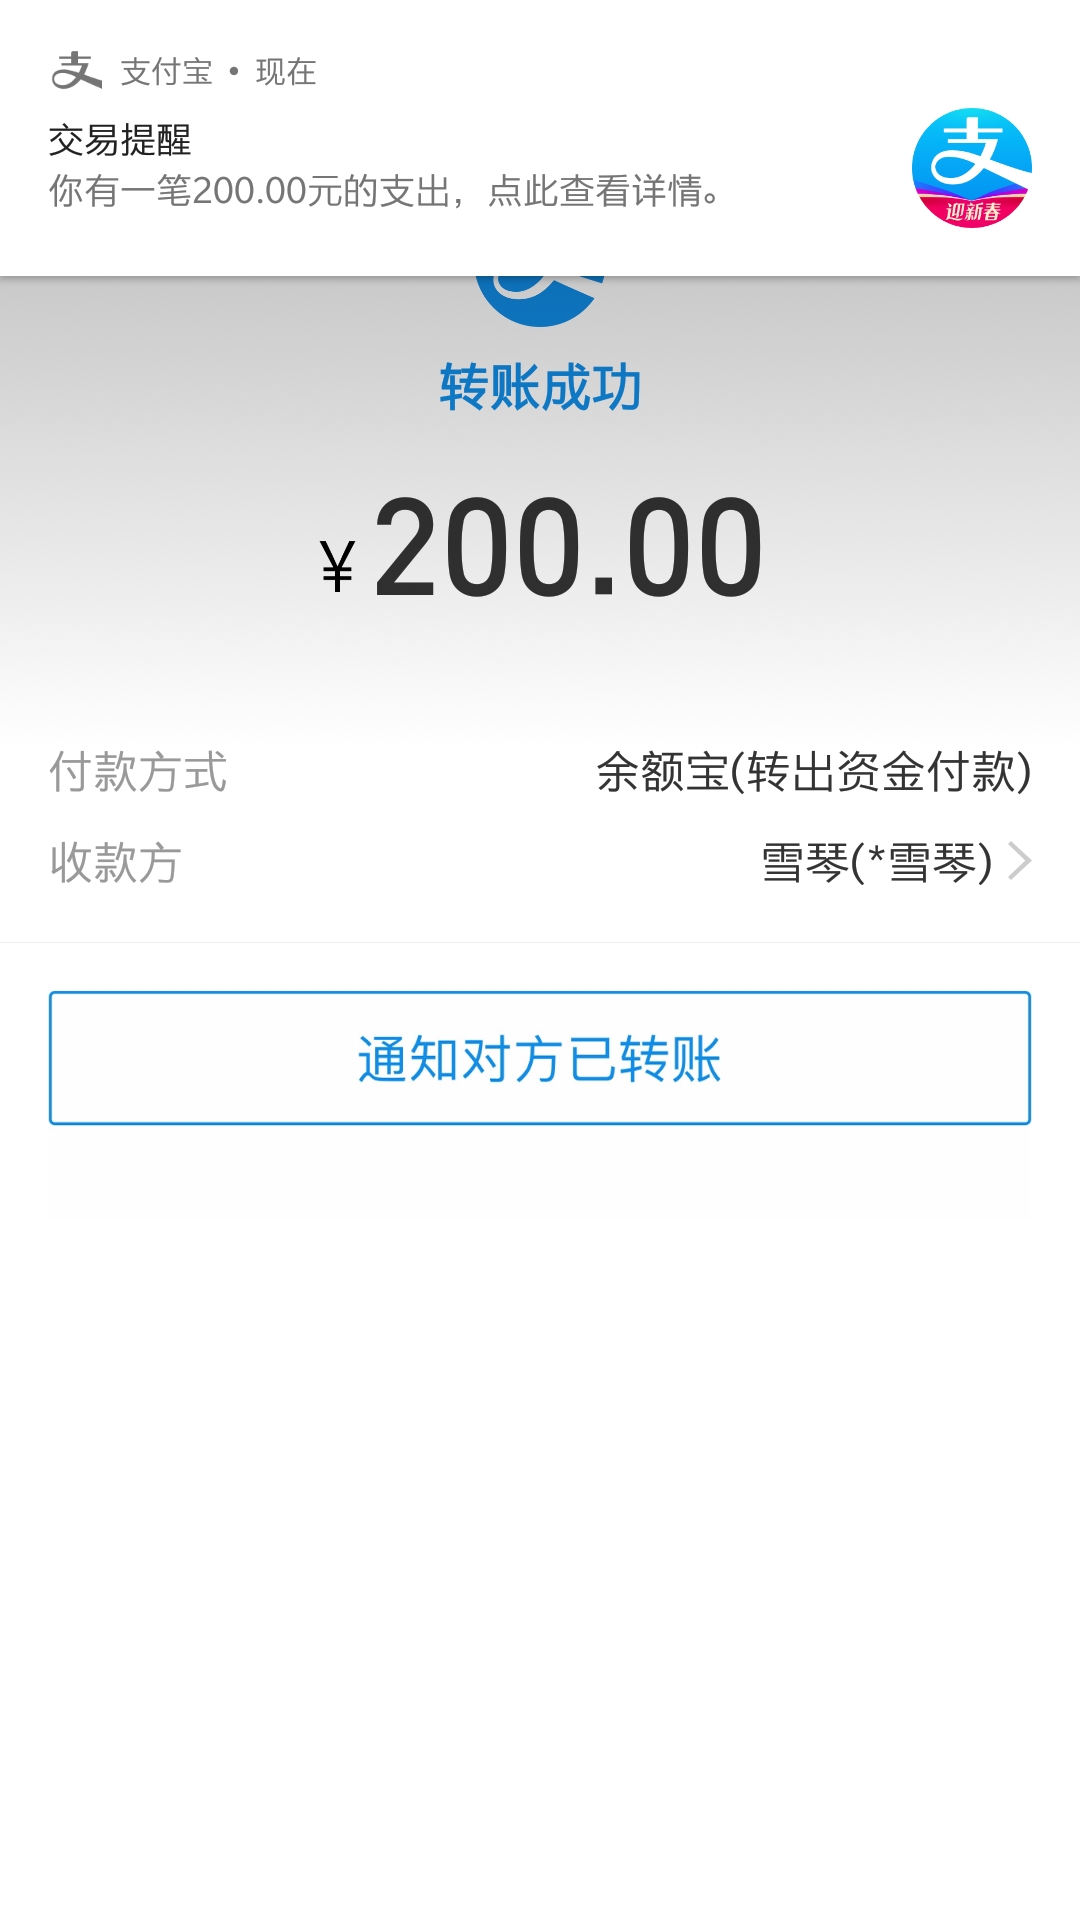 支付宝 • 现在
交易提醒
你有一笔200.00元的支出，点此查看详情。
支
迎新春
转账成功
¥200.00
付款方式 余额宝(转出资金付款)
收款方 雪琴(*雪琴)
通知对方已转账